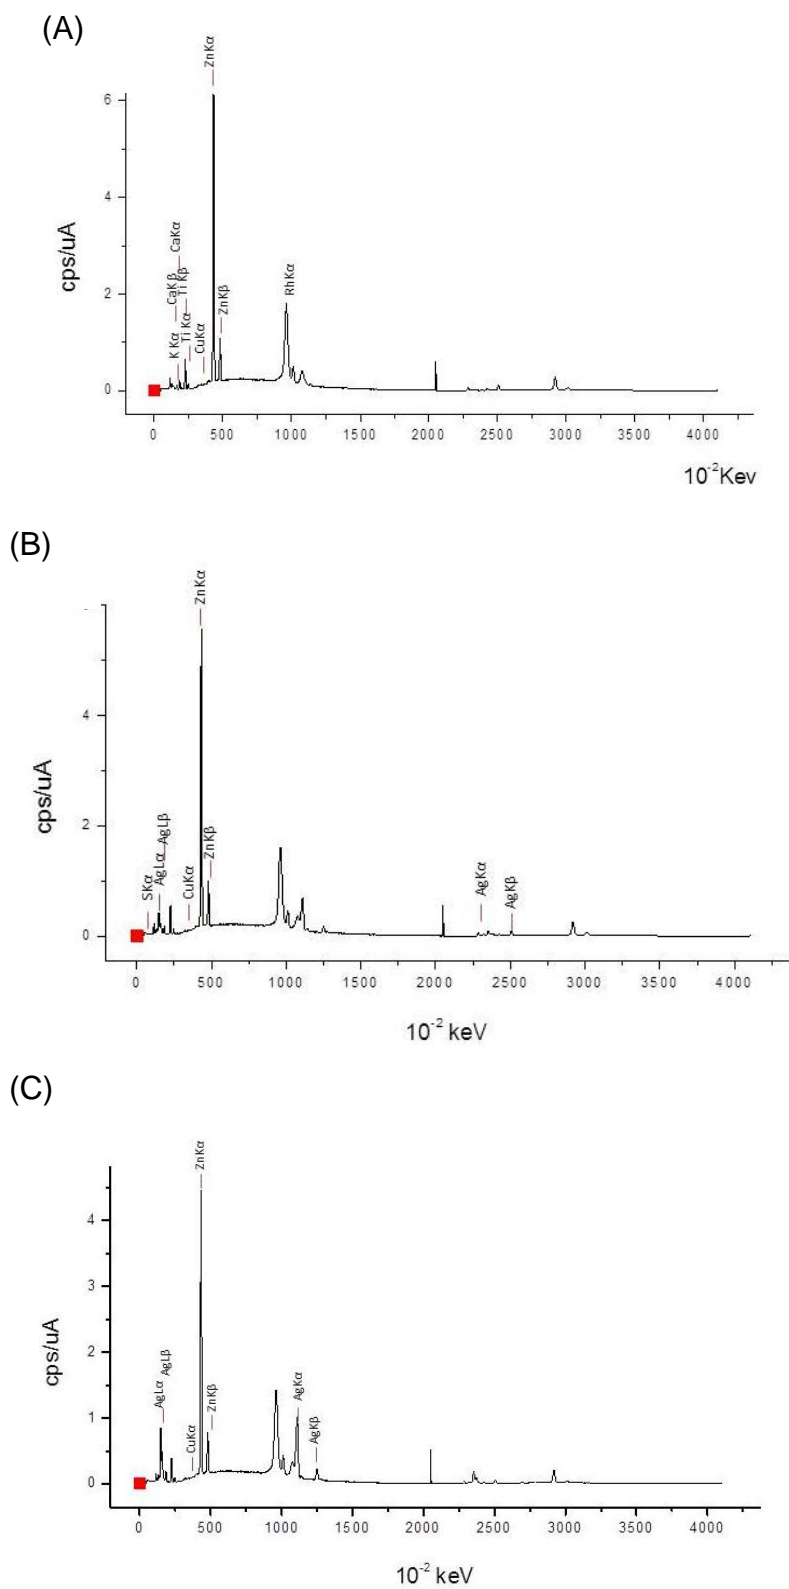 (A)
ZnKα
6
4
2
0
cps/uA
CaKα
CaKβ
Ti Kβ
K Kα
Ti Kα
CuKα
ZnKβ
RhKα
0 500 1000 1500 2000 2500 3000 3500 4000
10-2Kev
(B)
ZnKα
4
2
0
cps/uA
SKα
AgLα
AgLβ
CuKα
ZnKβ
AgKα
AgKβ
0 500 1000 1500 2000 2500 3000 3500 4000
10-2 keV
(C)
ZnKα
4
3
2
1
0
cps/uA
AgLα
AgLβ
CuKα
ZnKβ
AgKα
AgKβ
0 500 1000 1500 2000 2500 3000 3500 4000
10-2 keV